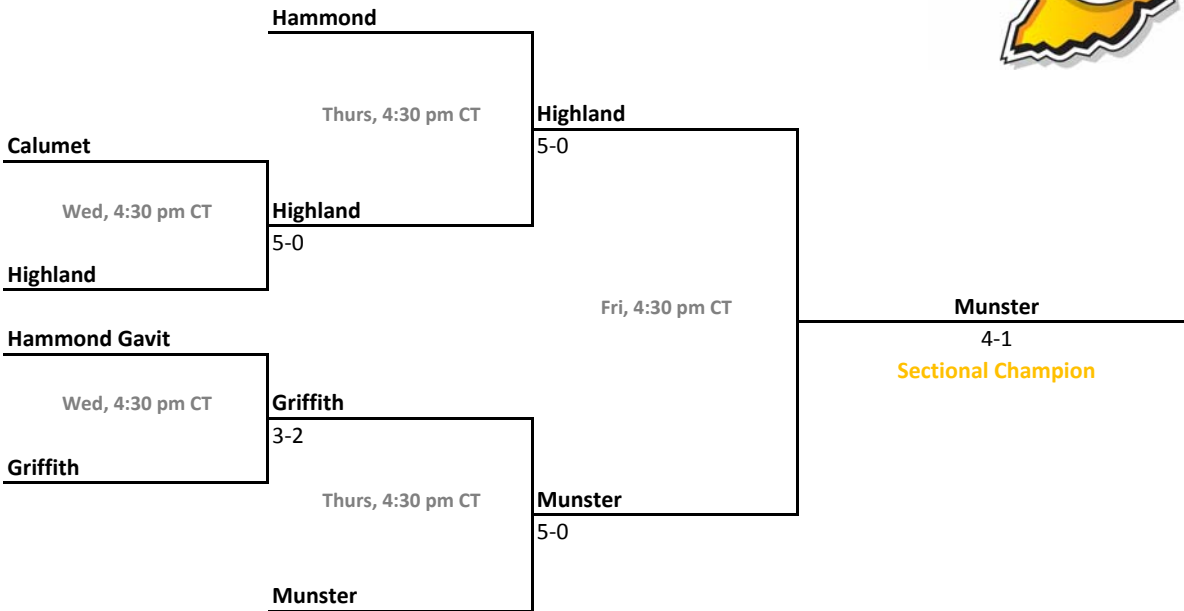 Hammond
Thurs, 4:30 pm CT
Highland
5-0
Calumet
Wed, 4:30 pm CT
Highland
5-0
Highland
Fri, 4:30 pm CT
Munster
4-1
Sectional Champion
Hammond Gavit
Wed, 4:30 pm CT
Griffith
3-2
Griffith
Thurs, 4:30 pm CT
Munster
5-0
Munster